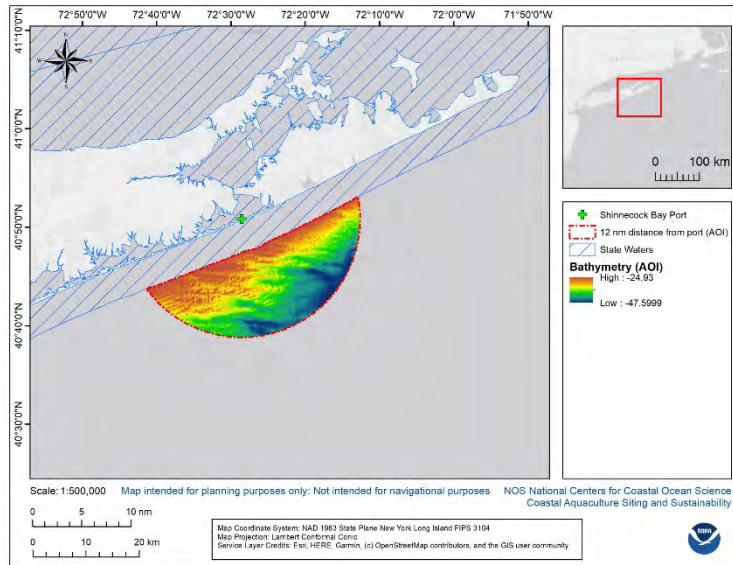 72°50'0"W 72°40'0"W 72°30'0"W 72°20'0"W 72°10'0"W 72°0'0"W 71°50'0"W
41°10'0"N
41°0'0"N
40°50'0"N
40°40'0"N
40°30'0"N
N
W E
S
0 100 km
Shinnecock Bay Port
12 nm distance from port (AOI)
State Waters
Bathymetry (AOI)
High : -24.93
Low : -47.5999
Scale: 1:500,000 Map intended for planning purposes only: Not intended for navigational purposes NOS National Centers for Coastal Ocean Science
Coastal Aquaculture Siting and Sustainability
0 5 10 nm
0 10 20 km
Map Coordinate System: NAD 1983 State Plane New York Long Island FIPS 3104
Map Projection: Lambert Conformal Conic
Service Layer Credits: Esri, HERE, Garmin, (c) OpenStreetMap contributors, and the GIS user community
NOAA